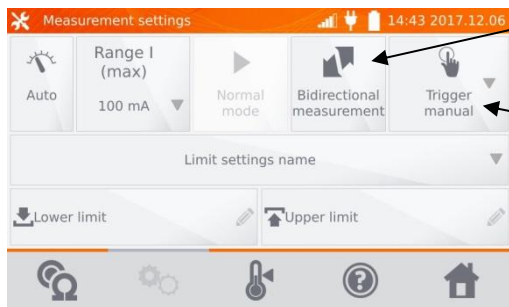 Measurement settings 14:43 2017.12.06
Auto
Range I
(max)
100 mA
Normal
mode
Bidirectional
measurement
Trigger
manual
Limit settings name
Lower limit
Upper limit
Ω
?